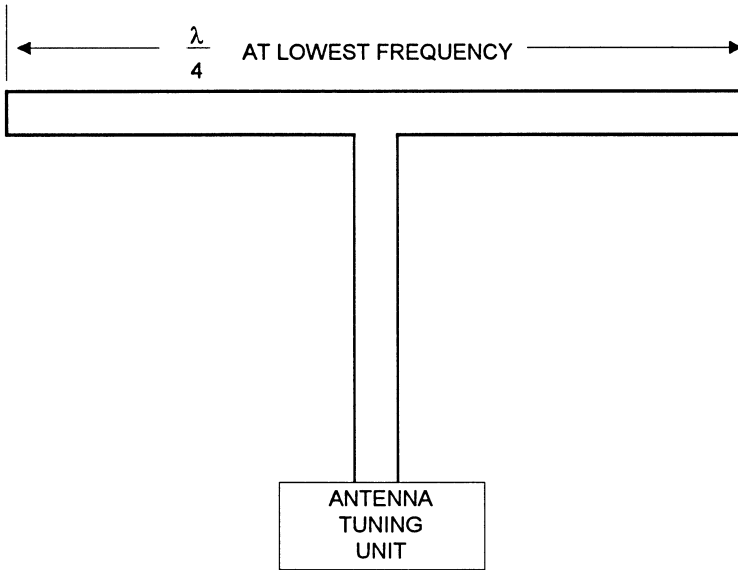 λ
4 AT LOWEST FREQUENCY
ANTENNA
TUNING
UNIT